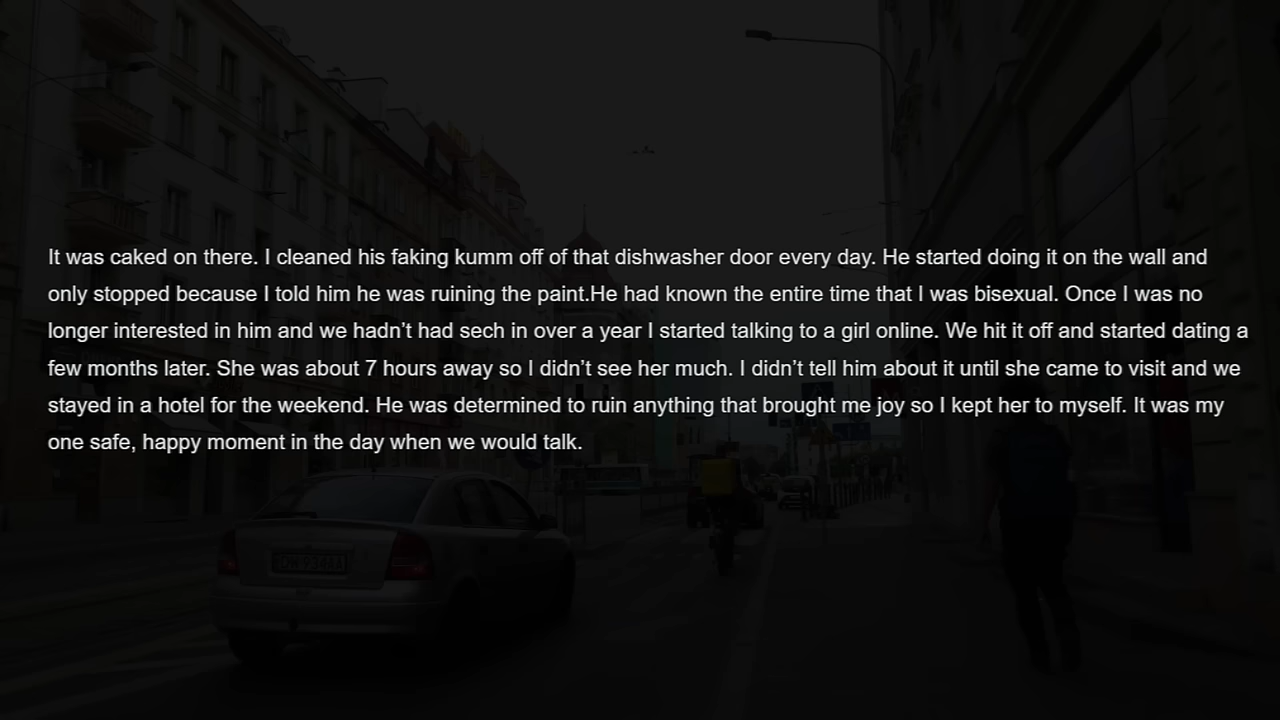 It was caked on there. I cleaned his faking kumm off of that dishwasher door every day. He started doing it on the wall and
only stopped because I told him he was ruining the paint.He had known the entire time that I was bisexual. Once I was no
longer interested in him and we hadn’t had sech in over a year I started talking to a girl online. We hit it off and started dating a
few months later. She was about 7 hours away so I didn’t see her much. I didn’t tell him about it until she came to visit and we
stayed in a hotel for the weekend. He was determined to ruin anything that brought me joy so I kept her to myself. It was my
one safe, happy moment in the day when we would talk.